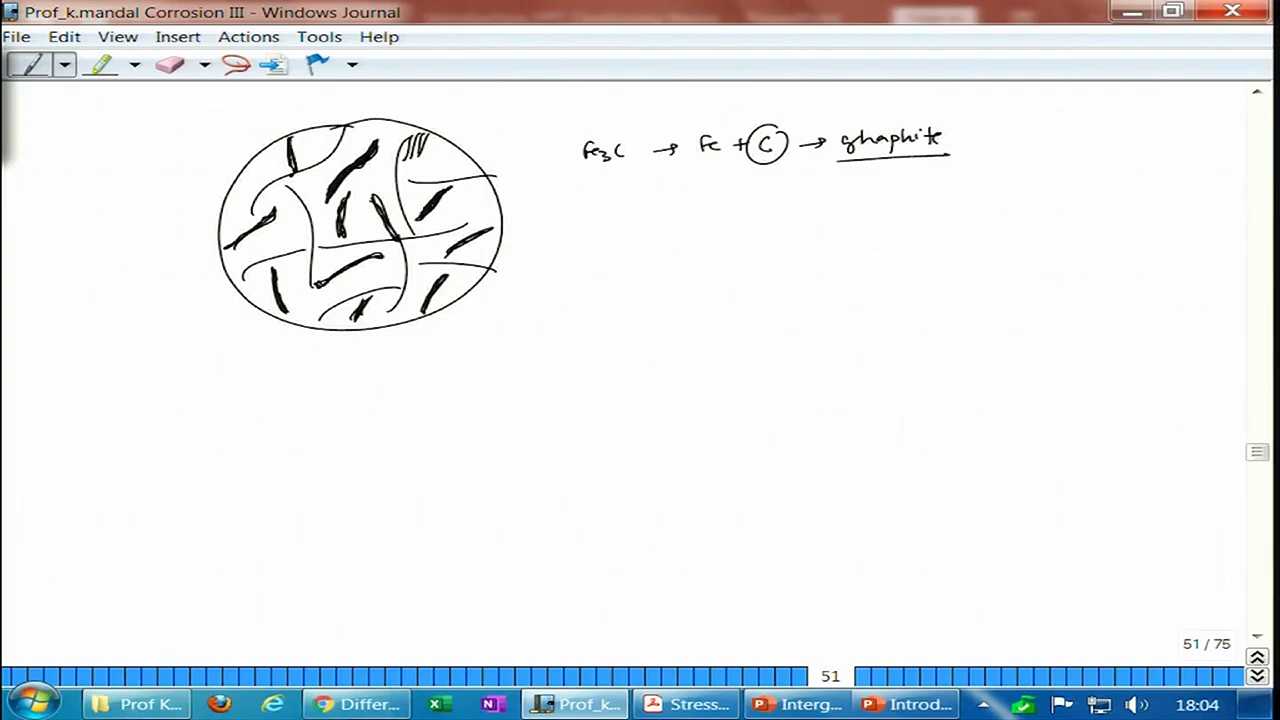 Prof_k.mandal Corrosion III - Windows Journal
File Edit View Insert Actions Tools Help
Fe3C → Fe + C → ghaphite
51 / 75
51
Prof K... Differ... Prof_k... Stress... Interg... Introd... 18:04